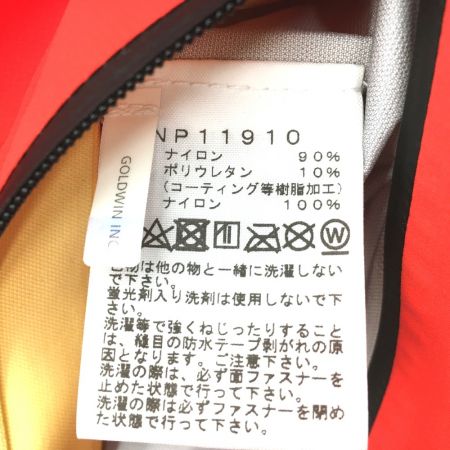 NP11910
ナイロン 90%
ポリウレタン 10%
(コーティング等樹脂加工)
ナイロン 100%
W
GOLDWIN INC
物は他の物と一緒に洗濯しない
で下さい。
蛍光剤入り洗剤は使用しないで下
さい。
洗濯等で強くねじったりすること
は、縫目の防水テープ剥がれの原
因となります。ご注意下さい。
洗濯の際は、必ず面ファスナーを
止めた状態で行って下さい。
洗濯の際は必ずファスナーを閉め
た状態で行って下さい。